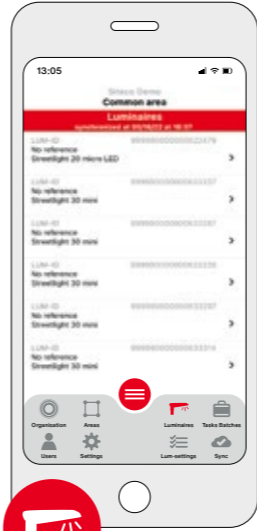 13:05
Siteco Demo
Common area
Luminaires
synchronized at 05/16/22 at 10:37
LUM-ID
No reference
Streetlight 20 micro LED
LUM-ID
No reference
Streetlight 30 mini
LUM-ID
No reference
Streetlight 30 mini
LUM-ID
No reference
Streetlight 30 mini
LUM-ID
No reference
Streetlight 30 mini
LUM-ID
No reference
Streetlight 30 mini
Organisation Areas Luminaires Tasks Batches
Users Settings Lum-settings Sync